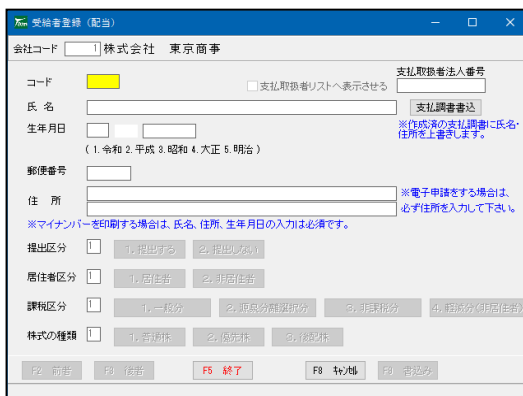 受給者登録（配当）
会社コード 1 株式会社 東京商事
支払取扱者法人番号
コード
支払取扱者リストへ表示させる
氏 名
支払調書書込
生年月日
※作成済の支払調書に氏名・
住所を上書きします。
( 1.令和 2.平成 3.昭和 4.大正 5.明治 )
郵便番号
住 所
※電子申請をする場合は、
必ず住所を入力して下さい。
※マイナンバーを印刷する場合は、氏名、住所、生年月日の入力は必須です。
提出区分 1 1.提出する 2.提出しない
居住者区分 1 1.居住者 2.非居住者
課税区分 1 1.一般分 2.源泉分離選択分 3.非課税分 4.軽減分(非居住者)
株式の種類 1 1.普通株 2.優先株 3.後配株
F2 前者 F3 後者 F5 終了 F8 キャンセル F9 書込み